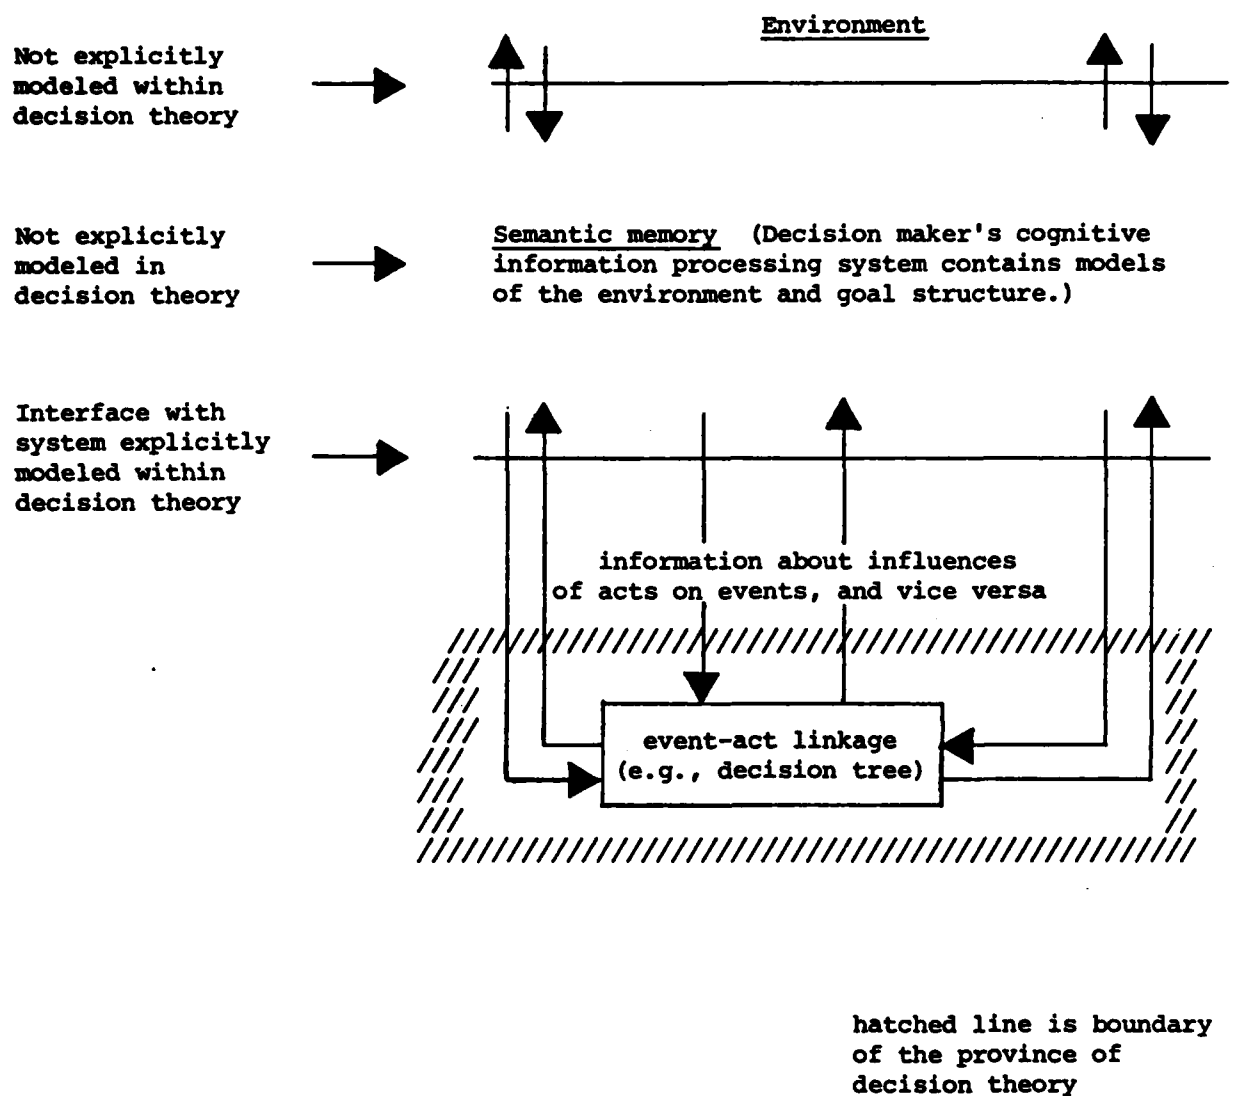 Environment
Not explicitly
modeled within
decision theory
Not explicitly
modeled in
decision theory
Semantic memory (Decision maker's cognitive
information processing system contains models
of the environment and goal structure.)
Interface with
system explicitly
modeled within
decision theory
information about influences
of acts on events, and vice versa
event-act linkage
(e.g., decision tree)
hatched line is boundary
of the province of
decision theory